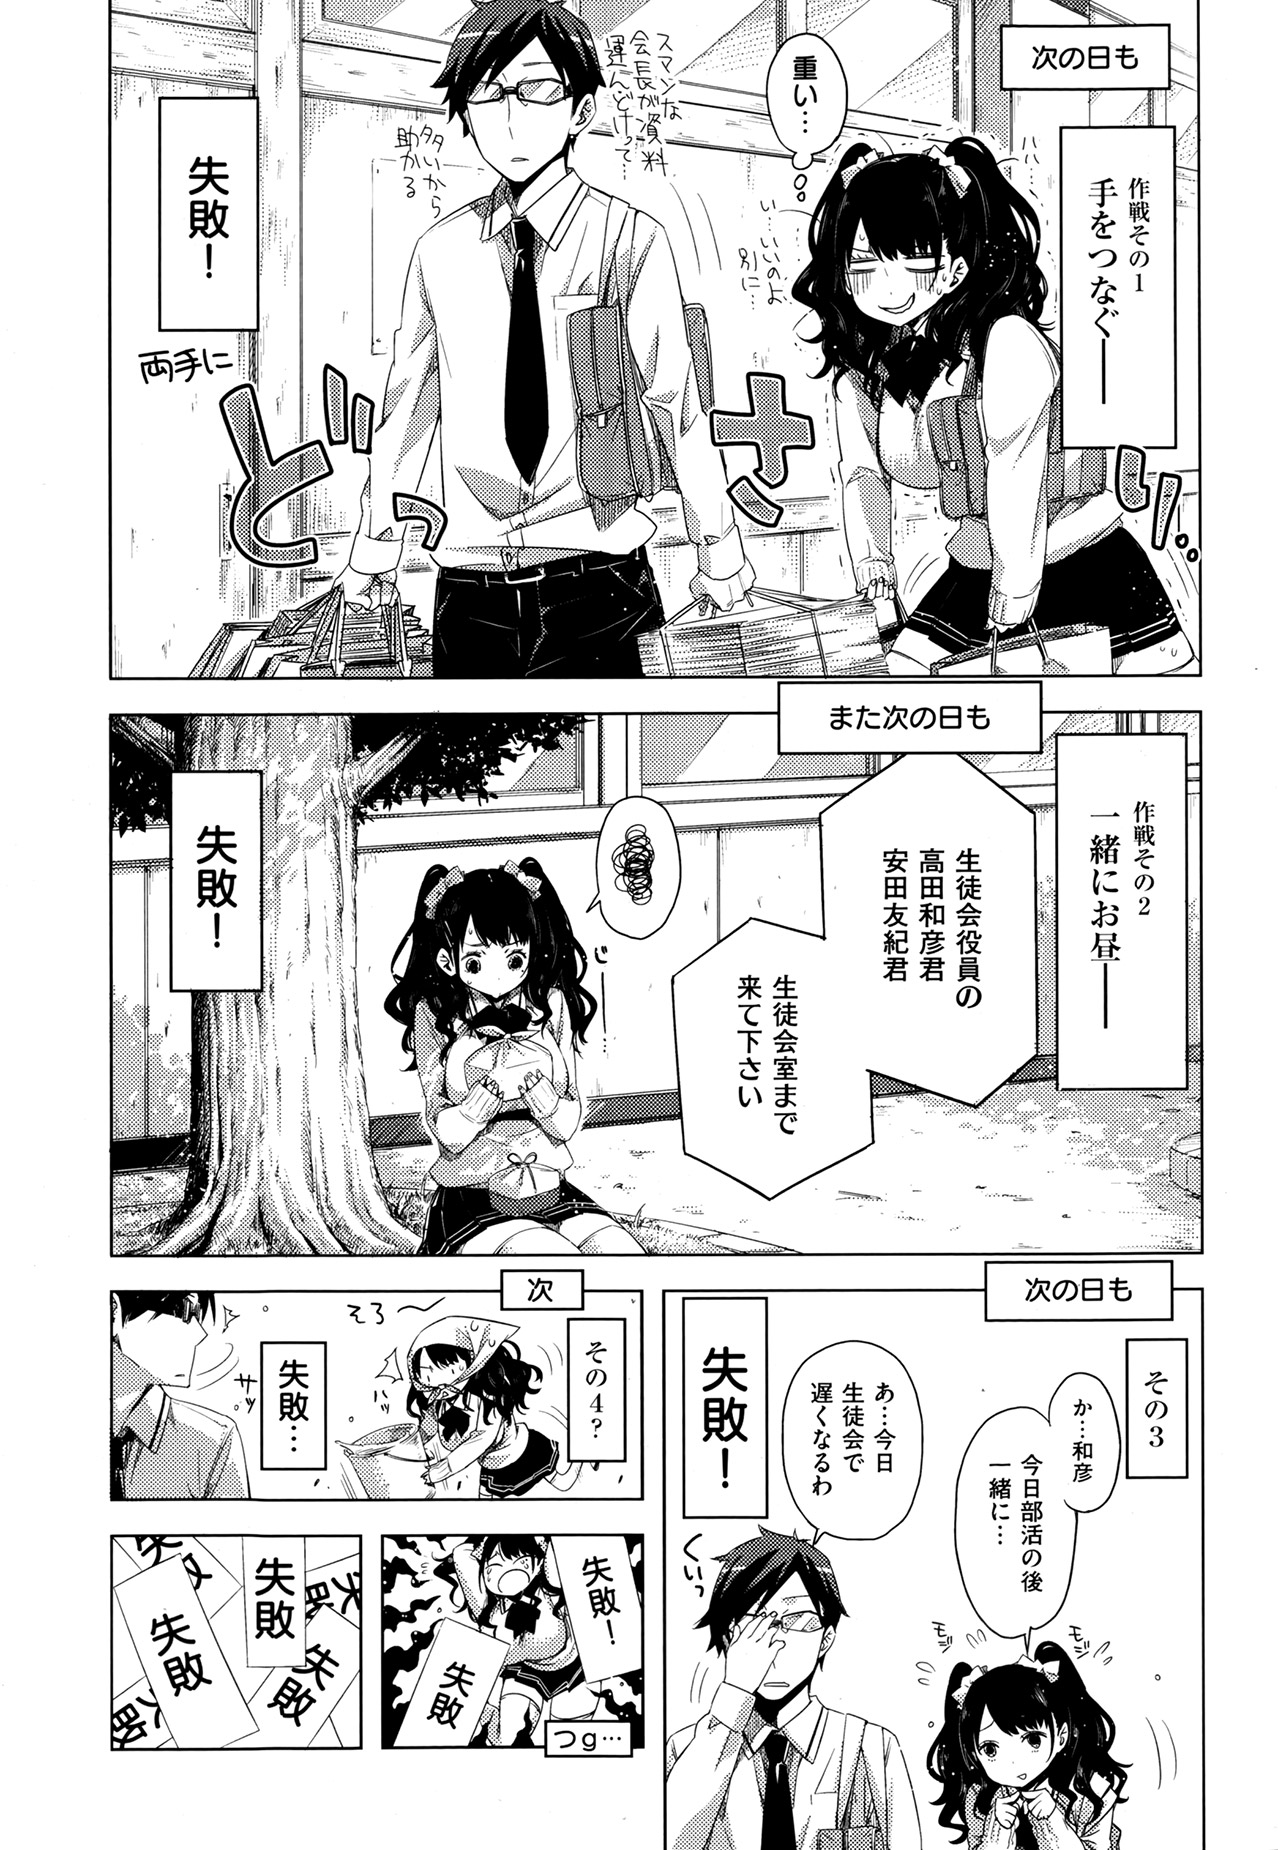 次の日も
作戦その1
手をつなぐ――
ハハ…
重い…
い…いいのよ
別に…
スマンな
会長が資料
運んどけって…
多いから
助かる
失敗!
両手に
どっさり…
また次の日も
作戦その2
一緒にお昼――
生徒会役員の
高田和彦君
安田友紀君
生徒会室まで
来て下さい
じーー
失敗!
次の日も
その3
か…和彦
今日部活の後
一緒に…
モジ
モジ
あ…今日
生徒会で
遅くなるわ
くいっ
失敗!
次
その4?
そろ〜
ハッ
サッ
失敗…
失敗!
失敗
つg…
失敗
失敗
失敗
失敗
失敗
失敗